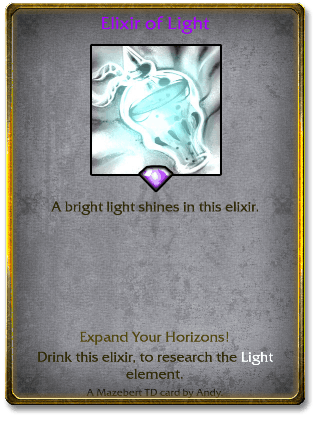 Elixir of Light
A bright light shines in this elixir.
Expand Your Horizons!
Drink this elixir, to research the Light
element.
A Mazebert TD card by Andy.